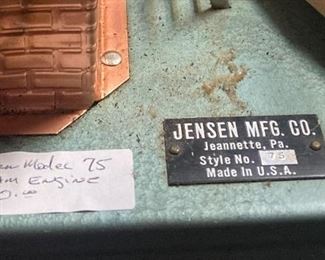 Model 75
ENGINE
JENSEN MFG. CO.
Jeannette, Pa.
Style No. 75
Made in U.S.A.